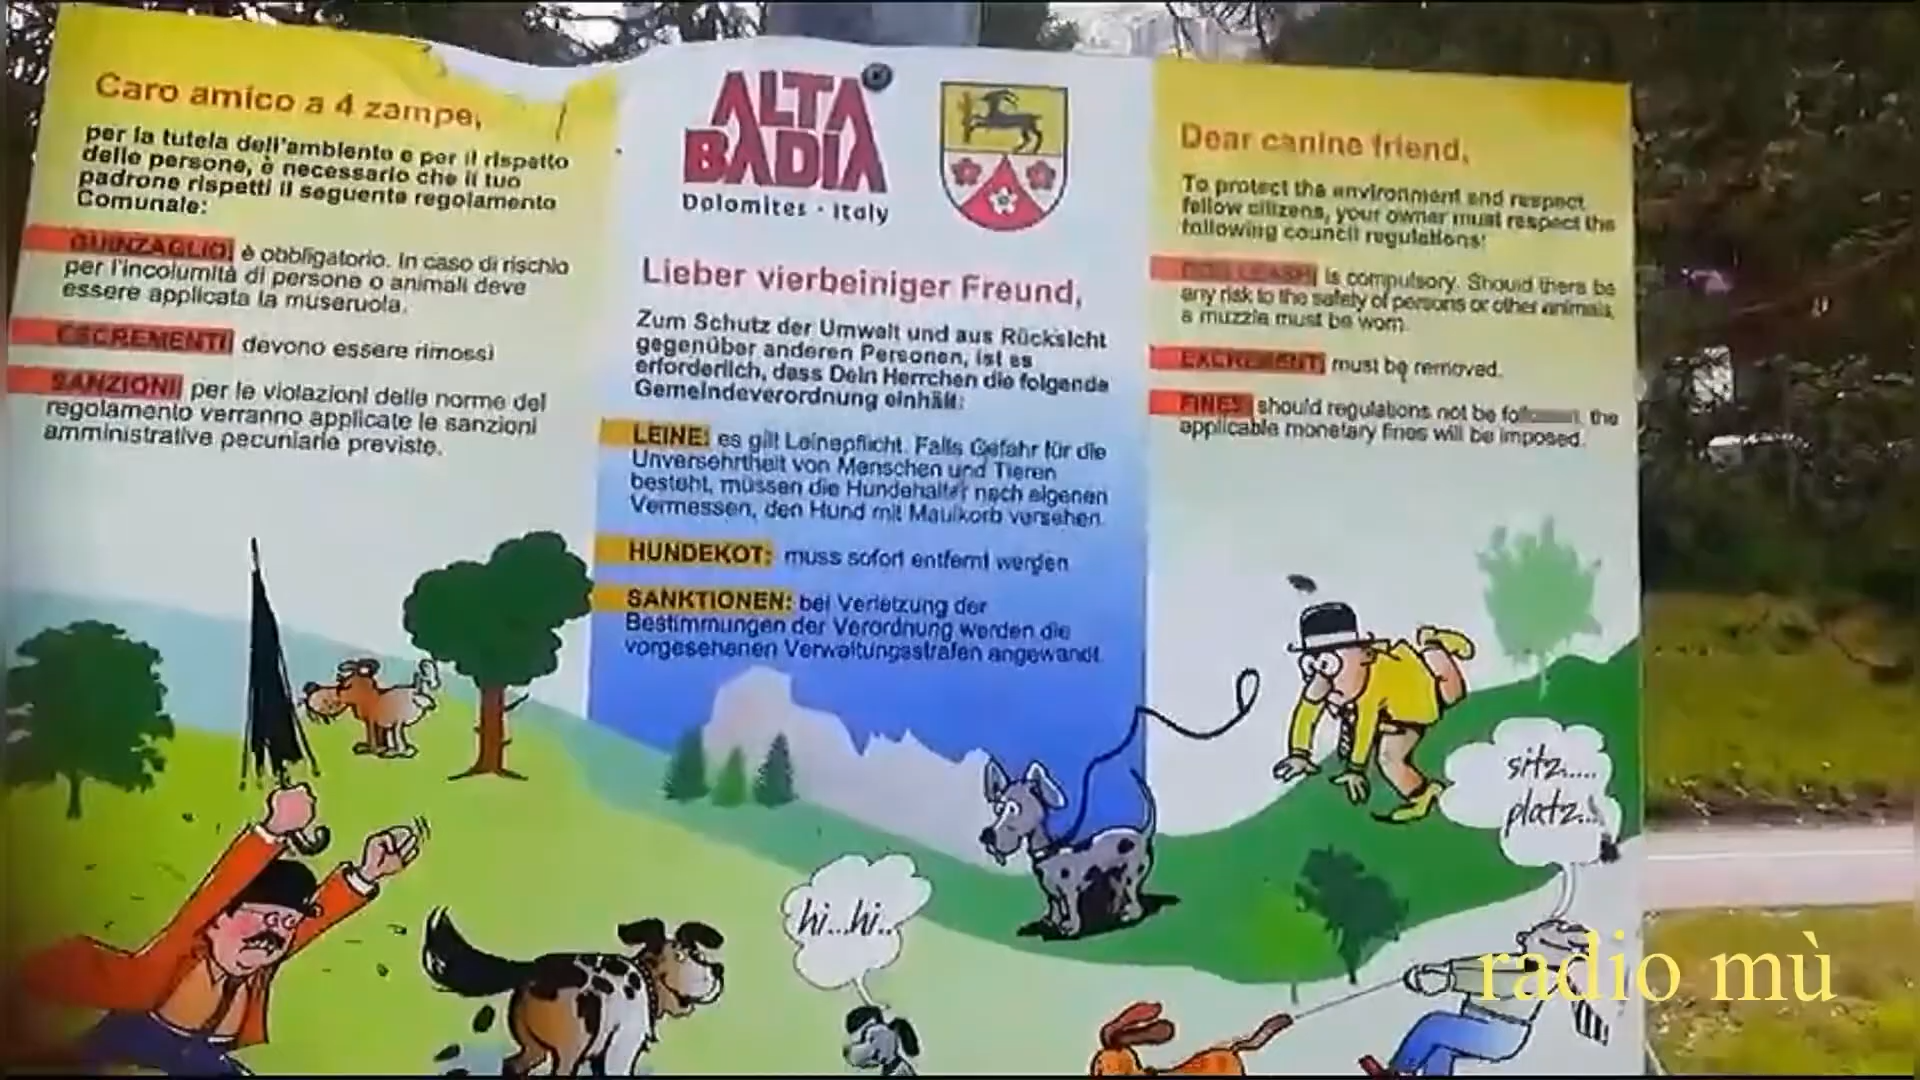 Caro amico a 4 zampe,
per la tutela dell'ambiente e per il rispetto
delle persone, è necessario che il tuo
padrone rispetti il seguente regolamento
Comunale:
GUINZAGLIO: è obbligatorio. In caso di rischio
per l'incolumità di persone o animali deve
essere applicata la museruola.
ESCREMENTI: devono essere rimossi
SANZIONI: per le violazioni delle norme del
regolamento verranno applicate le sanzioni
amministrative pecuniarie previste.
ALTA
BADIA
Dolomites · Italy
Lieber vierbeiniger Freund,
Zum Schutz der Umwelt und aus Rücksicht
gegenüber anderen Personen, ist es
erforderlich, dass Dein Herrchen die folgende
Gemeindeverordnung einhält:
LEINE: es gilt Leinepflicht. Falls Gefahr für die
Unversehrtheit von Menschen und Tieren
besteht, müssen die Hundehalter nach eigenen
Vermessen, den Hund mit Maulkorb versehen.
HUNDEKOT: muss sofort entfernt werden
SANKTIONEN: bei Verletzung der
Bestimmungen der Verordnung werden die
vorgesehenen Verwaltungsstrafen angewandt.
Dear canine friend,
To protect the environment and respect
fellow citizens, your owner must respect the
following council regulations:
DOG LEASH: is compulsory. Should there be
any risk to the safety of persons or other animals,
a muzzle must be worn.
EXCREMENT: must be removed.
FINES: should regulations not be followed, the
applicable monetary fines will be imposed.
sitz.....
platz...
hi...hi..
radio mù